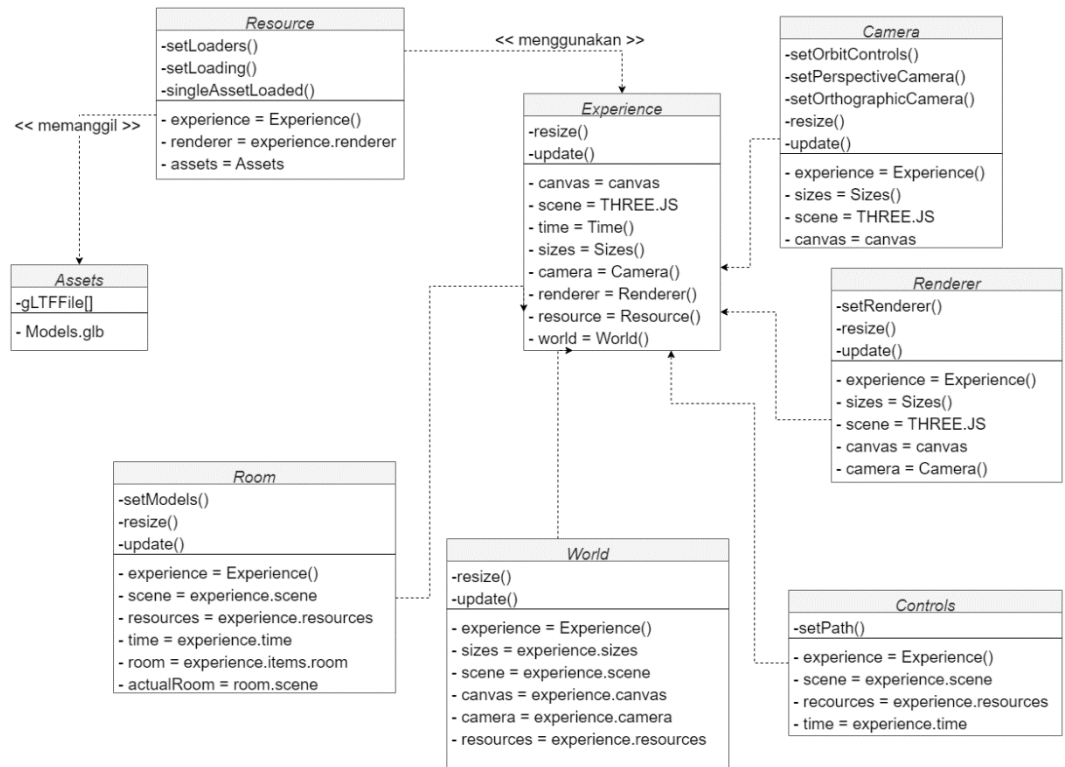 Resource
-setLoaders()
-setLoading()
-singleAssetLoaded()
- experience = Experience()
- renderer = experience.renderer
- assets = Assets
<< menggunakan >>
<< memanggil >>
Assets
-gLTFFile[]
- Models.glb
Experience
-resize()
-update()
- canvas = canvas
- scene = THREE.JS
- time = Time()
- sizes = Sizes()
- camera = Camera()
- renderer = Renderer()
- resource = Resource()
- world = World()
Camera
-setOrbitControls()
-setPerspectiveCamera()
-setOrthographicCamera()
-resize()
-update()
- experience = Experience()
- sizes = Sizes()
- scene = THREE.JS
- canvas = canvas
Renderer
-setRenderer()
-resize()
-update()
- experience = Experience()
- sizes = Sizes()
- scene = THREE.JS
- canvas = canvas
- camera = Camera()
Room
-setModels()
-resize()
-update()
- experience = Experience()
- scene = experience.scene
- resources = experience.resources
- time = experience.time
- room = experience.items.room
- actualRoom = room.scene
World
-resize()
-update()
- experience = Experience()
- sizes = experience.sizes
- scene = experience.scene
- canvas = experience.canvas
- camera = experience.camera
- resources = experience.resources
Controls
-setPath()
- experience = Experience()
- scene = experience.scene
- recources = experience.resources
- time = experience.time